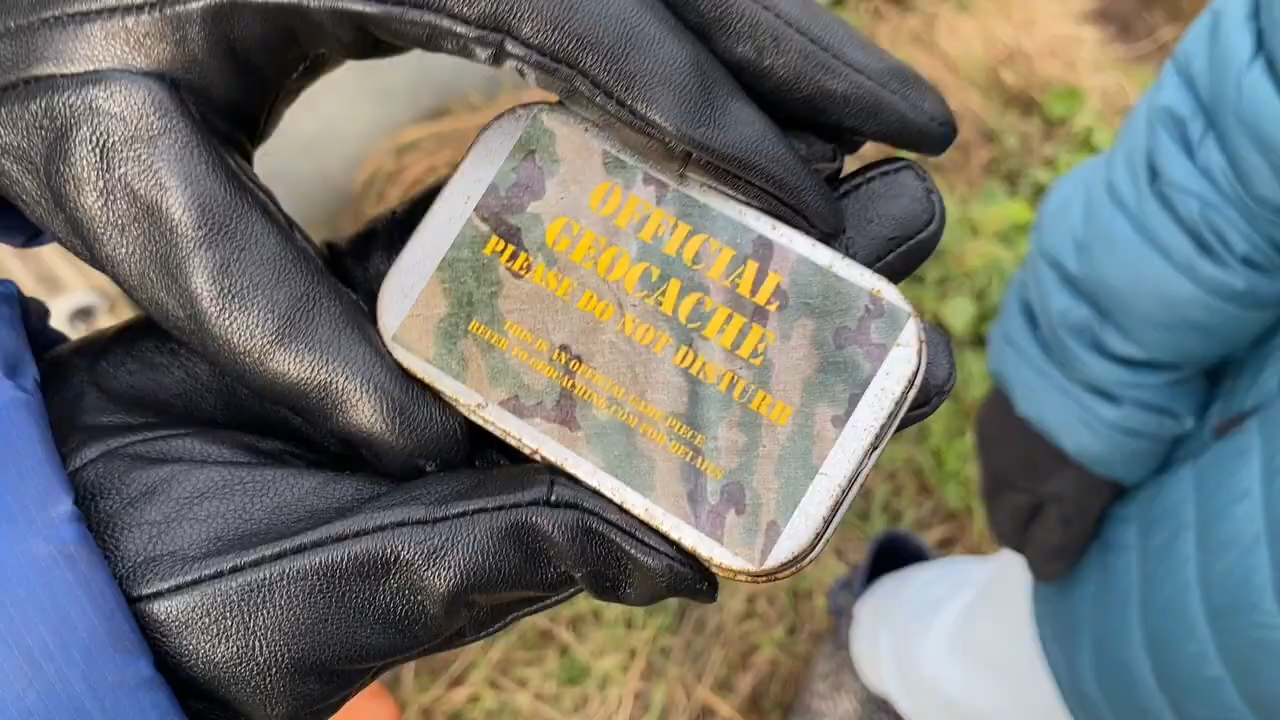 OFFICIAL
GEOCACHE
PLEASE DO NOT DISTURB
THIS IS AN OFFICIAL GAME PIECE
REFER TO GEOCACHING.COM FOR DETAILS